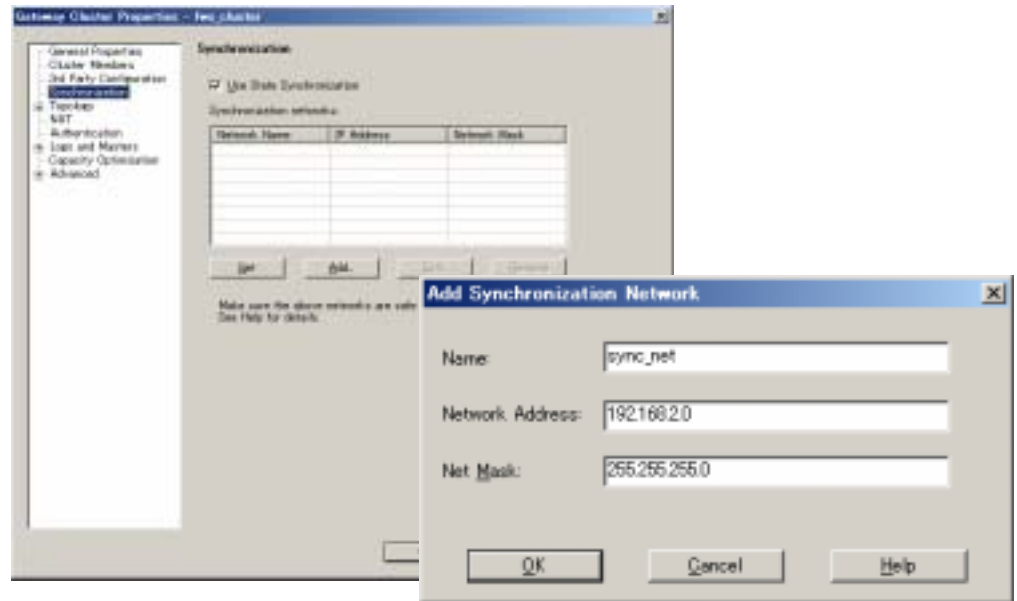 Gateway Cluster Properties - fws_cluster
General Properties
Cluster Members
3rd Party Configuration
Synchronization
Topology
NAT
Authentication
Logs and Masters
Capacity Optimization
Advanced
Synchronization
Use State Synchronization
Synchronization networks:
Network Name IP Address Network Mask
Get Add...
Make sure the above networks are safe
See Help for details.
Add Synchronization Network
Name: sync_net
Network Address: 192.168.2.0
Net Mask: 255.255.255.0
OK Cancel Help